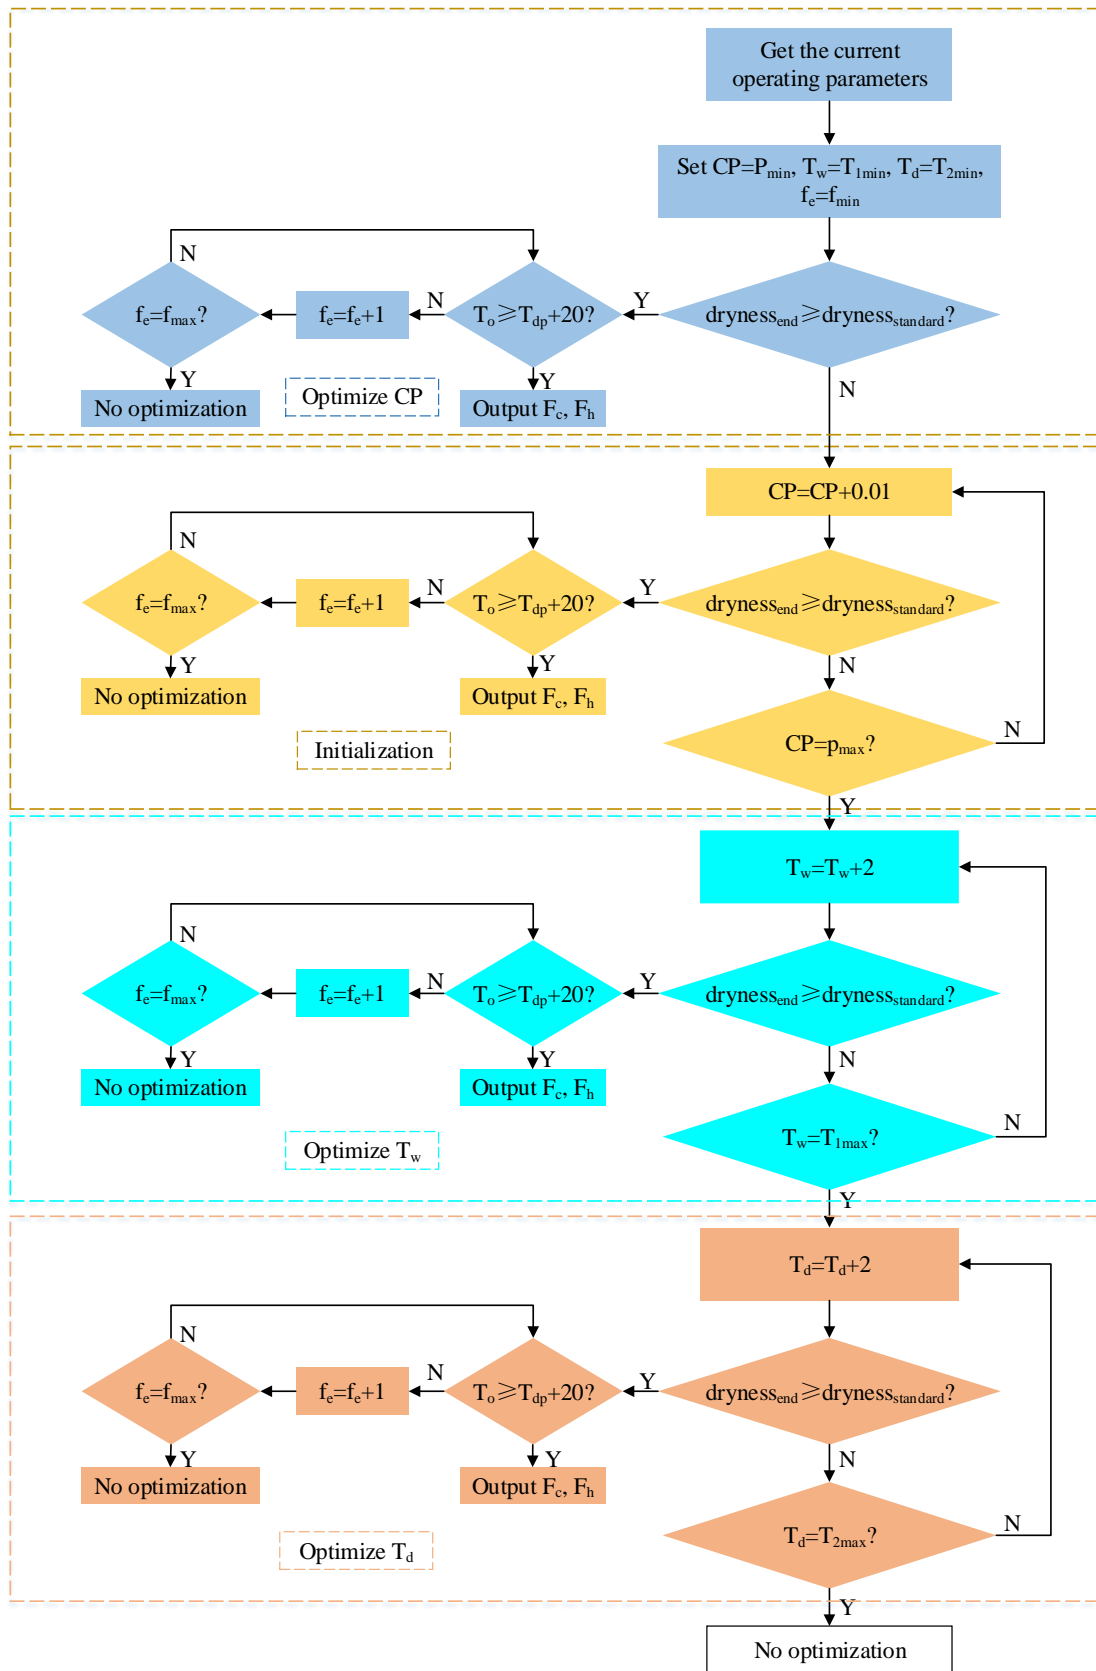 Get the current
operating parameters
Set CP=Pmin, Tw=T1min, Td=T2min,
fe=fmin
N
fe=fmax?
fe=fe+1
N
To≥Tdp+20?
Y
drynessend≥drynessstandard?
Y
No optimization
Optimize CP
Y
Output Fc, Fh
N
CP=CP+0.01
N
fe=fmax?
fe=fe+1
N
To≥Tdp+20?
Y
drynessend≥drynessstandard?
Y
No optimization
Y
Output Fc, Fh
N
Initialization
CP=pmax?
N
Y
Tw=Tw+2
N
fe=fmax?
fe=fe+1
N
To≥Tdp+20?
Y
drynessend≥drynessstandard?
Y
No optimization
Y
Output Fc, Fh
N
Optimize Tw
Tw=T1max?
N
Y
Td=Td+2
N
fe=fmax?
fe=fe+1
N
To≥Tdp+20?
Y
drynessend≥drynessstandard?
Y
No optimization
Y
Output Fc, Fh
N
Optimize Td
Td=T2max?
N
Y
No optimization